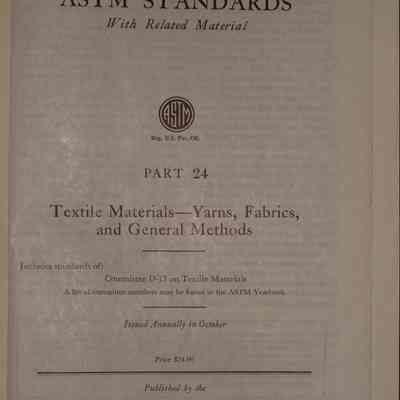 ASTM STANDARDS
With Related Material
ASTM
Reg. U.S. Pat. Off.
PART 24
Textile Materials—Yarns, Fabrics,
and General Methods
Includes standards of:
Committee D-13 on Textile Materials
A list of committee members may be found in the ASTM Yearbook.
Issued Annually in October
Price
Published by the